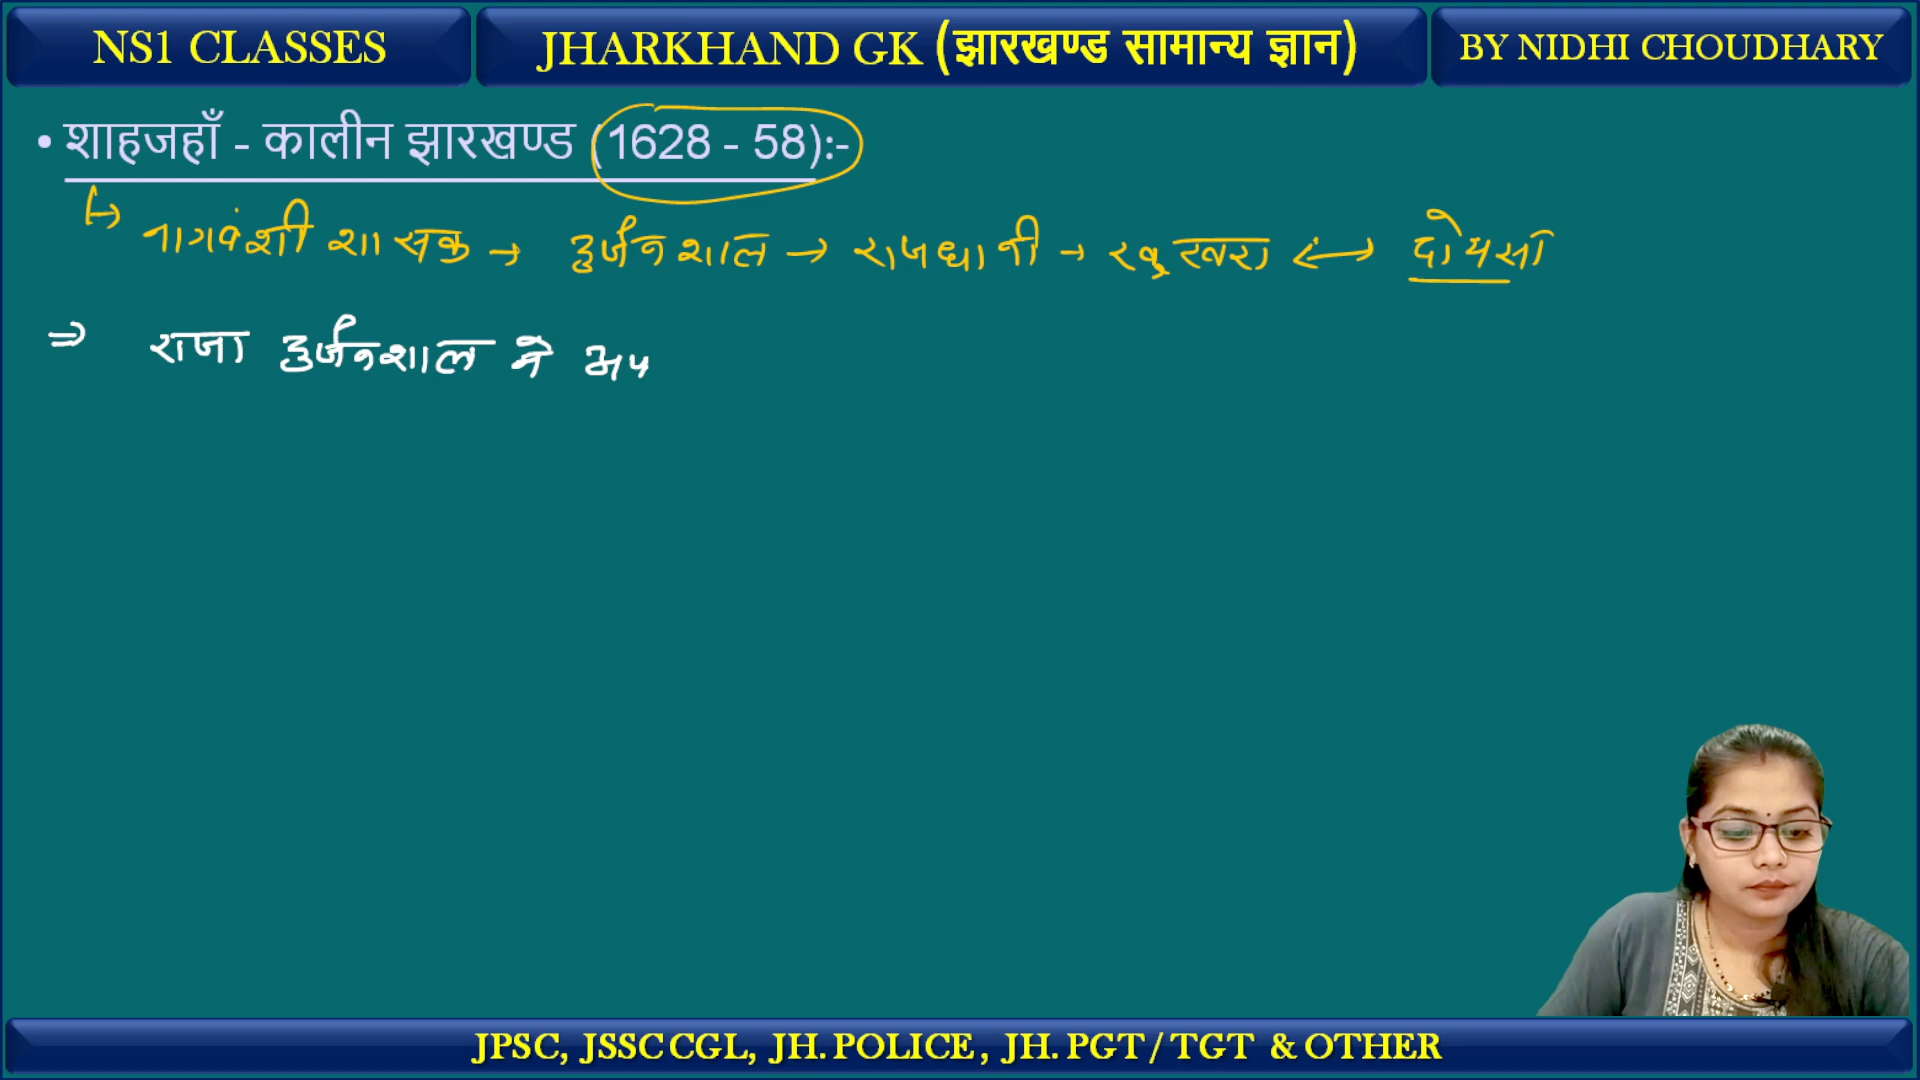 NS1 CLASSES
JHARKHAND GK (झारखण्ड सामान्य ज्ञान)
BY NIDHI CHOUDHARY
• शाहजहाँ - कालीन झारखण्ड (1628 - 58):-
↳ नागवंशी शासक → दुर्जनशाल → राजधानी → खुखरा ↔ दोयसा
⇒ राजा दुर्जनशाल ने अप
JPSC, JSSC CGL, JH. POLICE, JH. PGT / TGT & OTHER